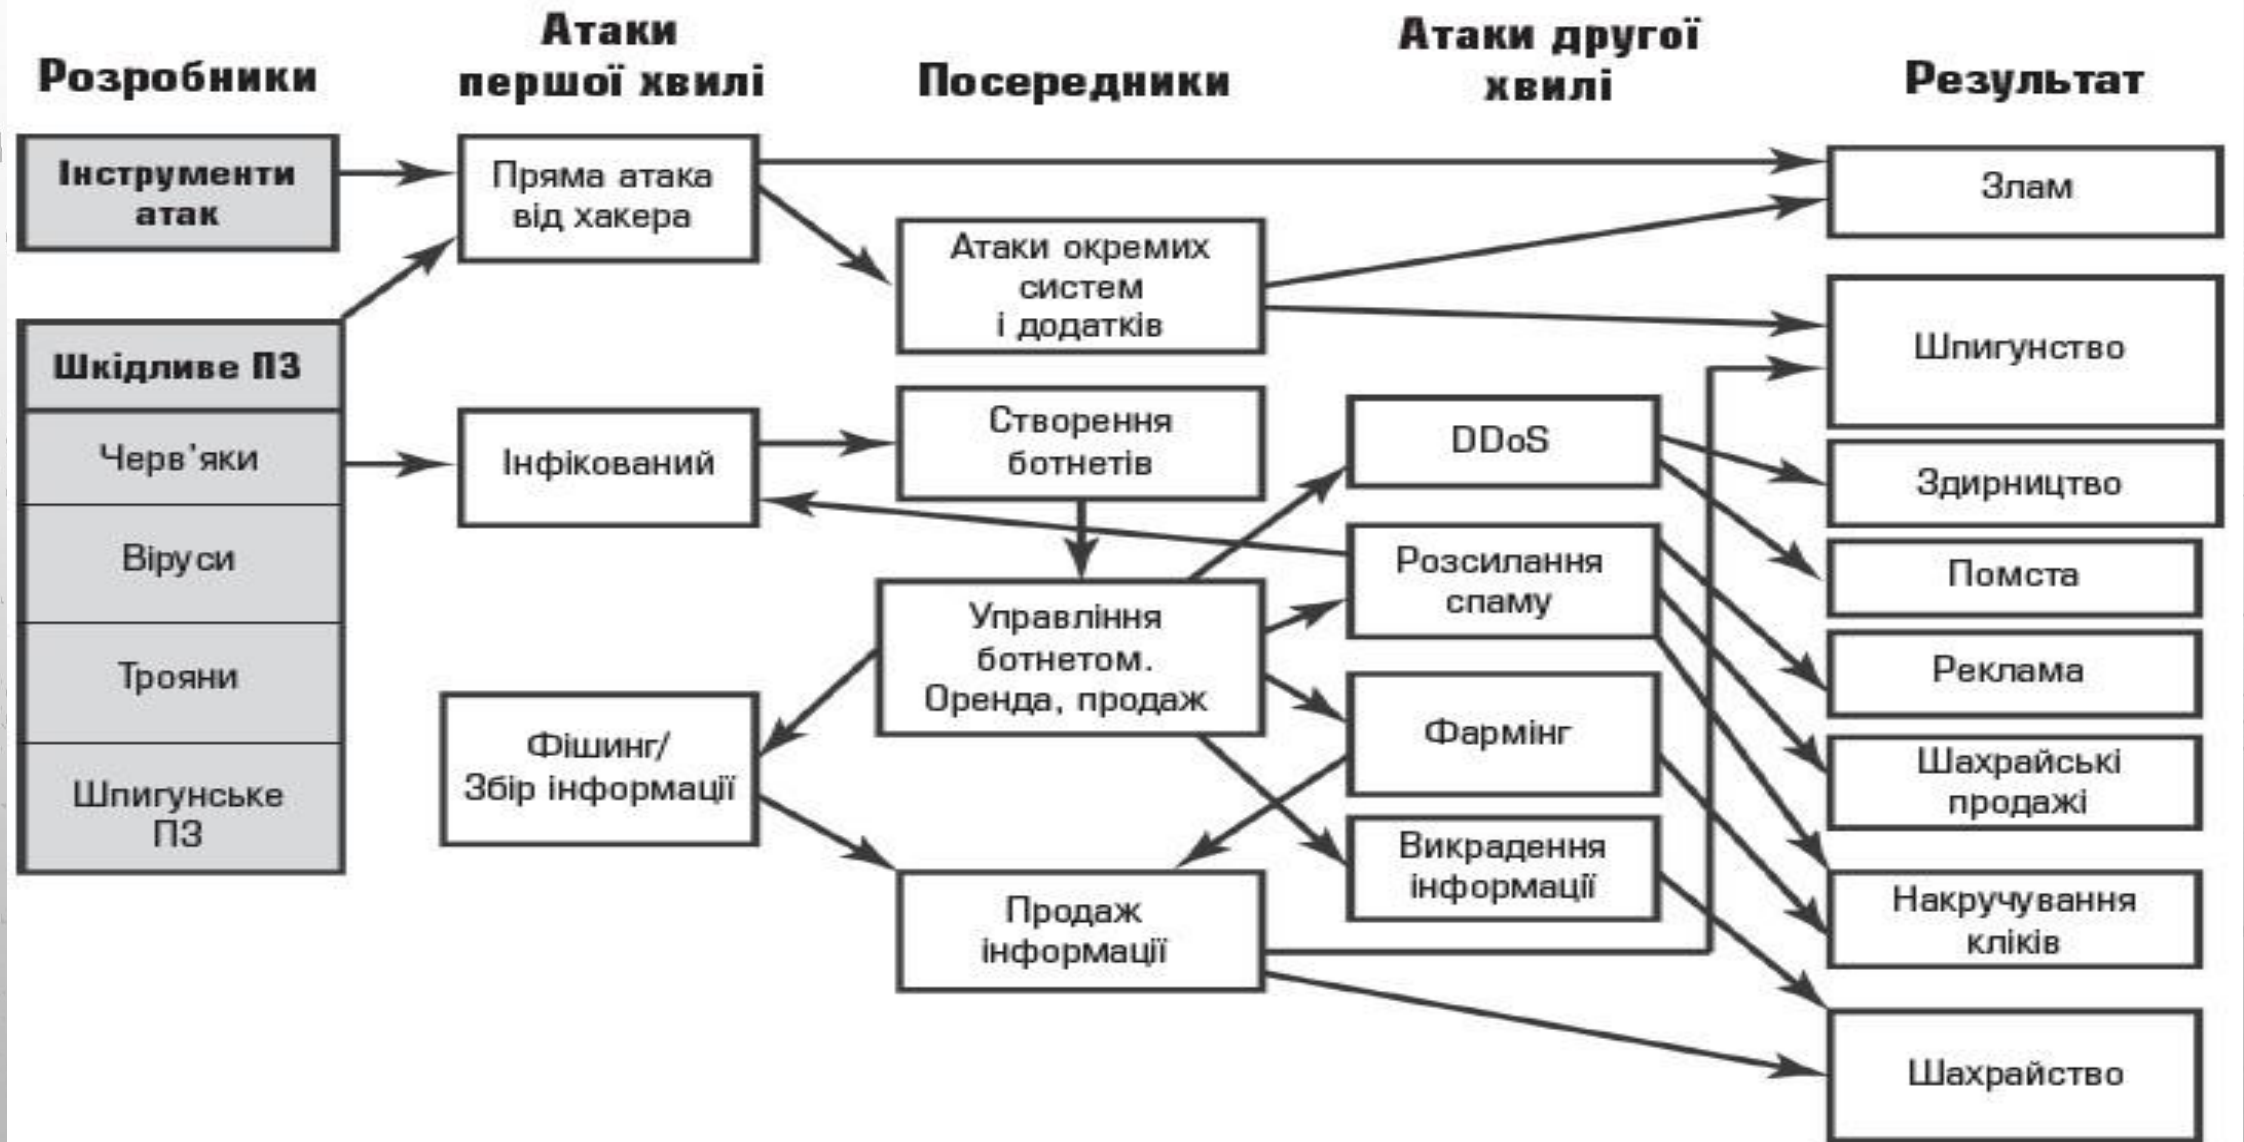 Розробники
Атаки
першої хвилі
Посередники
Атаки другої
хвилі
Результат
Інструменти
атак
Шкідливе ПЗ
Черв'яки
Віруси
Трояни
Шпигунське
ПЗ
Пряма атака
від хакера
Інфікований
Фішинг/
Збір інформації
Атаки окремих
систем
і додатків
Створення
ботнетів
Управління
ботнетом.
Оренда, продаж
Продаж
інформації
DDoS
Розсилання
спаму
Фармінг
Викрадення
інформації
Злам
Шпигунство
Здирництво
Помста
Реклама
Шахрайські
продажі
Накручування
кліків
Шахрайство